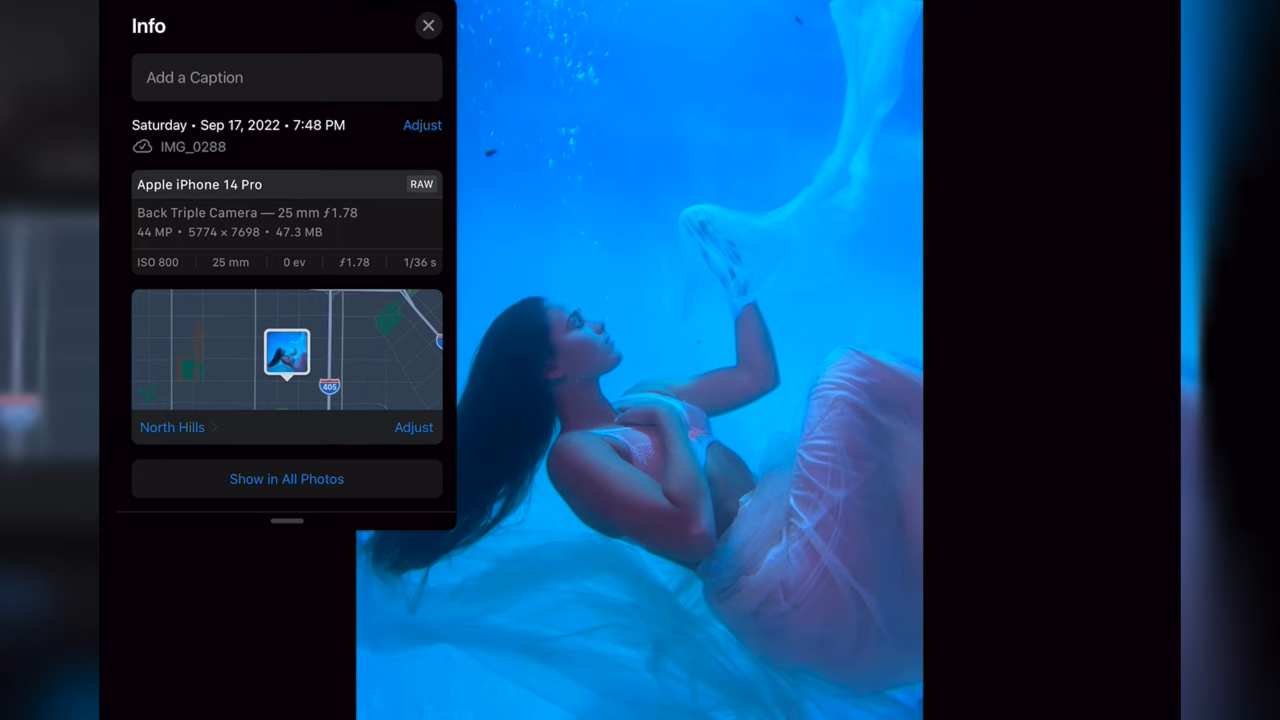 Info
Add a Caption
Saturday • Sep 17, 2022 • 7:48 PM
Adjust
IMG_0288
Apple iPhone 14 Pro
RAW
Back Triple Camera — 25 mm ƒ1.78
44 MP • 5774 × 7698 • 47.3 MB
ISO 800
25 mm
0 ev
ƒ1.78
1/36 s
405
North Hills
Adjust
Show in All Photos